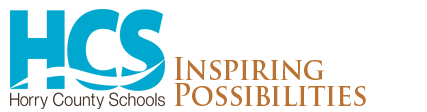 HCS
Horry County Schools
INSPIRING
POSSIBILITIES